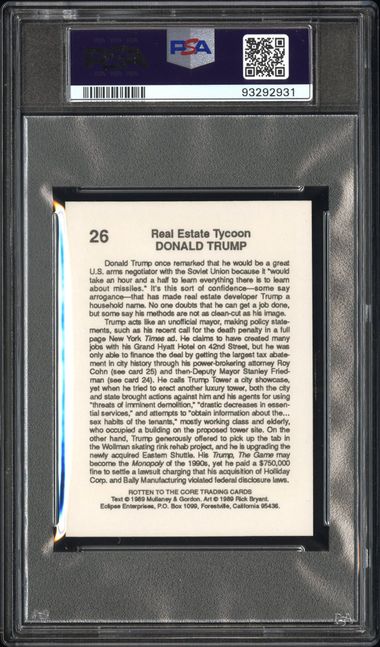 PSA
93292931
26
Real Estate Tycoon
DONALD TRUMP
Donald Trump once remarked that he would be a great
U.S. arms negotiator with the Soviet Union because it "would
take an hour and a half to learn everything there is to learn
about missiles." It's this sort of confidence—some say
arrogance—that has made real estate developer Trump a
household name. No one doubts that he can get a job done,
but some say his methods are not as clean-cut as his image.
Trump acts like an unofficial mayor, making policy state-
ments, such as his recent call for the death penalty in a full
page New York Times ad. He claims to have created many
jobs with his Grand Hyatt Hotel on 42nd Street, but he was
only able to finance the deal by getting the largest tax abate-
ment in city history through his power-brokering attorney Roy
Cohn (see card 25) and then-Deputy Mayor Stanley Fried-
man (see card 24). He calls Trump Tower a city showcase,
yet when he tried to erect another luxury tower, both the city
and state brought actions against him and his agents for using
"threats of imminent demolition," "drastic decreases in essen-
tial services," and attempts to "obtain information about the...
sex habits of the tenants," mostly working class and elderly,
who occupied a building on the proposed tower site. On the
other hand, Trump generously offered to pick up the tab in
the Wollman skating rink rehab project, and he is upgrading the
newly acquired Eastern Shuttle. His Trump, The Game may
become the Monopoly of the 1990s, yet he paid a $750,000
fine to settle a lawsuit charging that his acquisition of Holliday
Corp. and Bally Manufacturing violated federal disclosure laws.
ROTTEN TO THE CORE TRADING CARDS
Text © 1989 Mullaney & Gordon. Art © 1989 Rick Bryant.
Eclipse Enterprises, P.O. Box 1099, Forestville, California 95436.